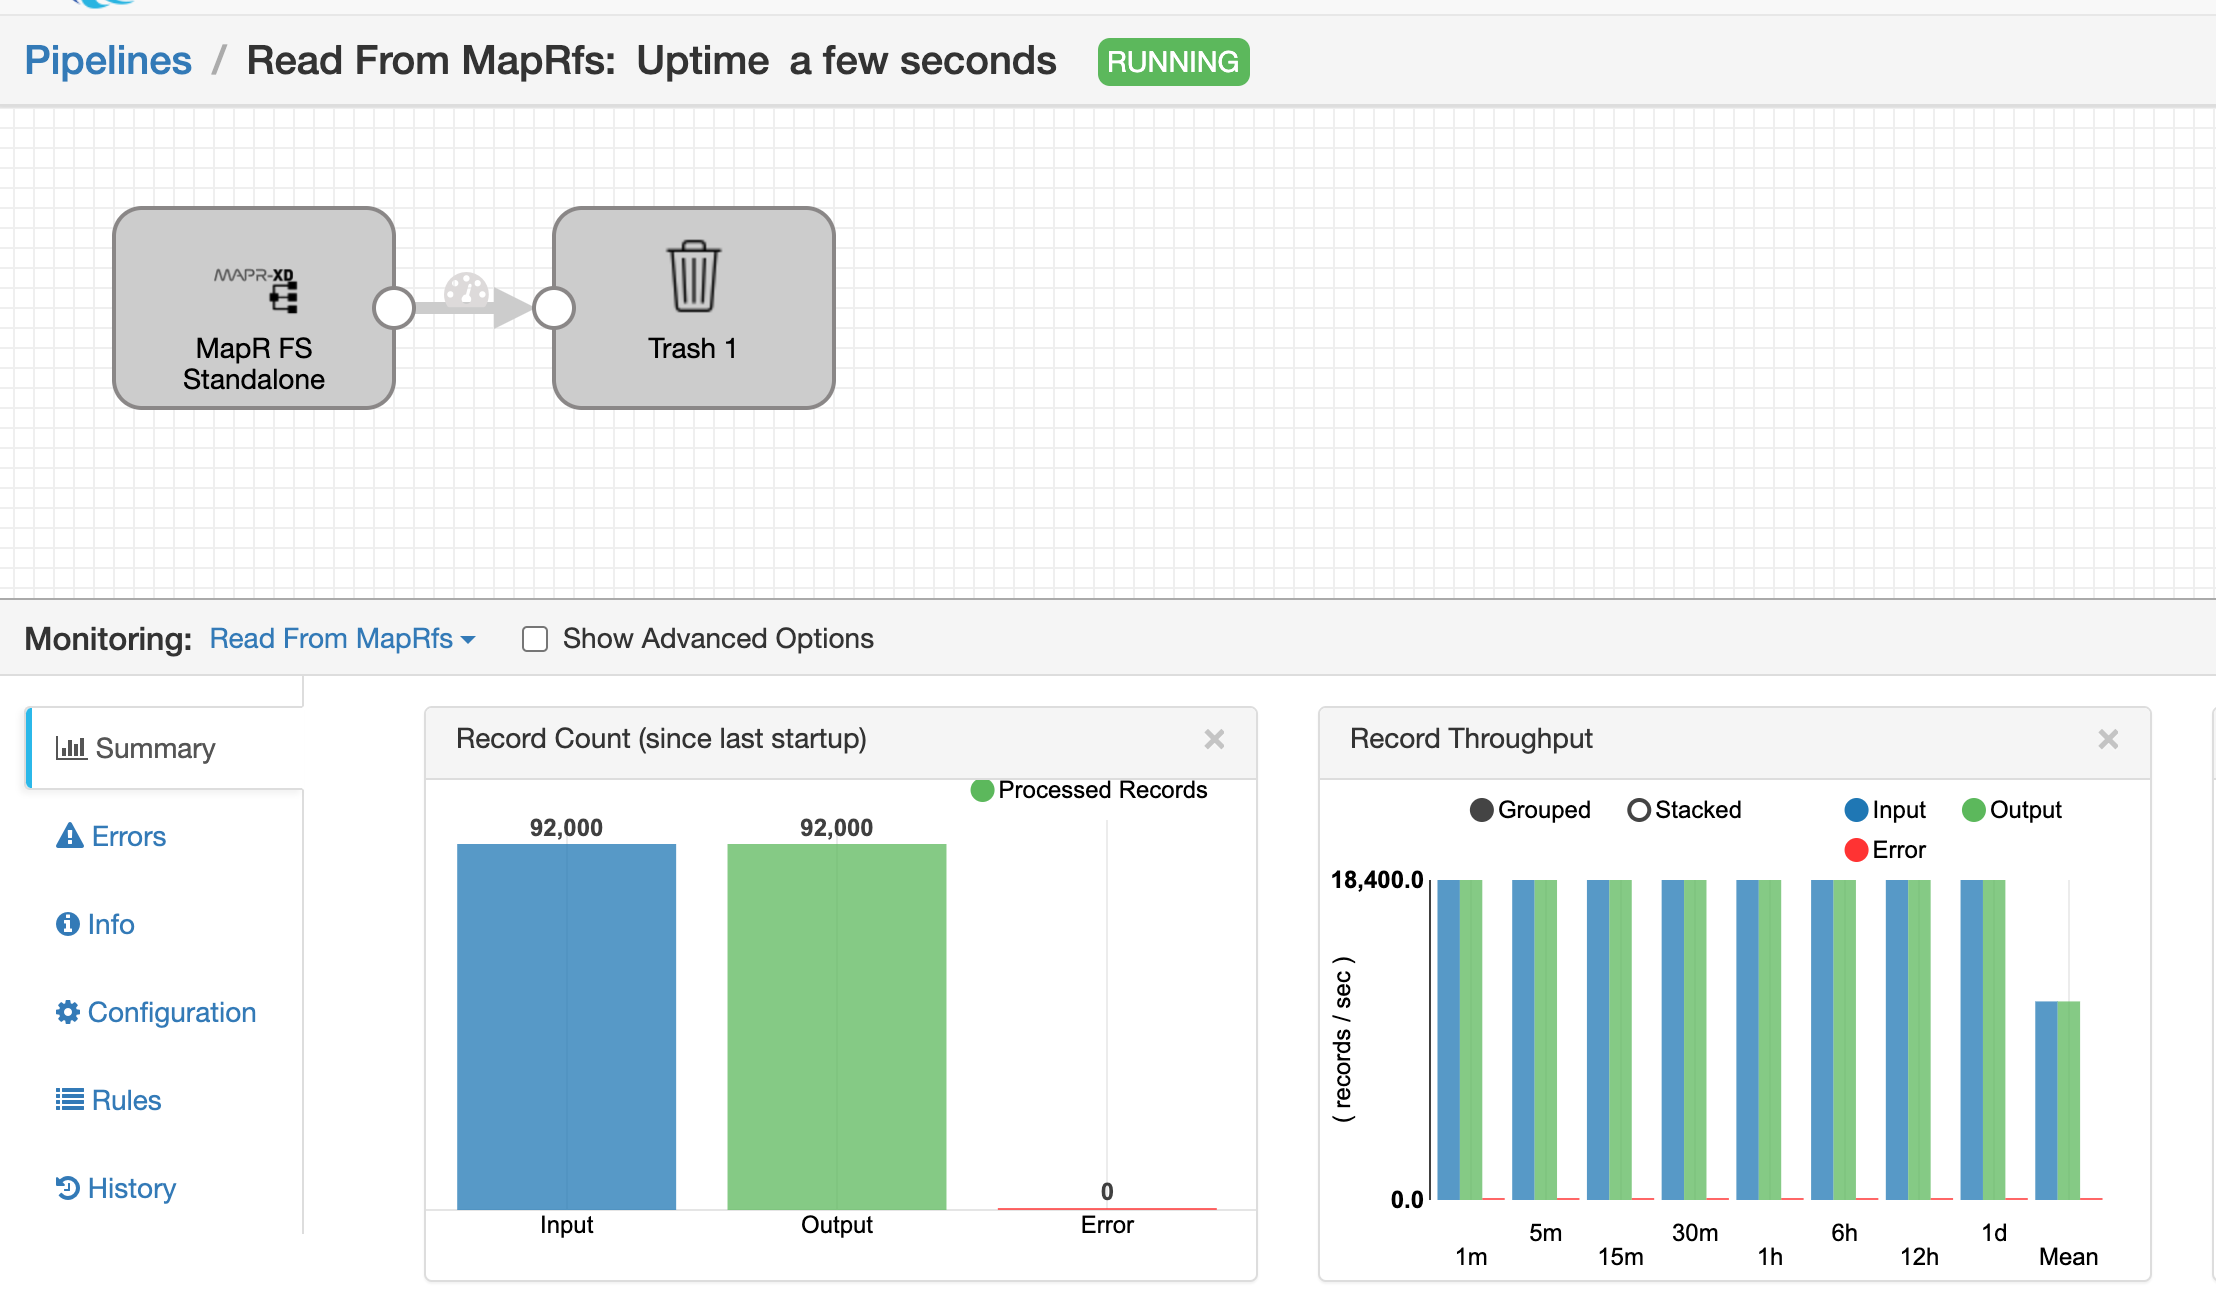 Pipelines / Read From MapRfs: Uptime a few seconds RUNNING
MAPR-XD
MapR FS
Standalone
Trash 1
Monitoring: Read From MapRfs Show Advanced Options
Summary
Errors
Info
Configuration
Rules
History
Record Count (since last startup)
Processed Records
92,000 92,000 0
Input Output Error
Record Throughput
Grouped Stacked Input Output
Error
18,400.0
( records / sec )
0.0
1m 5m 15m 30m 1h 6h 12h 1d Mean